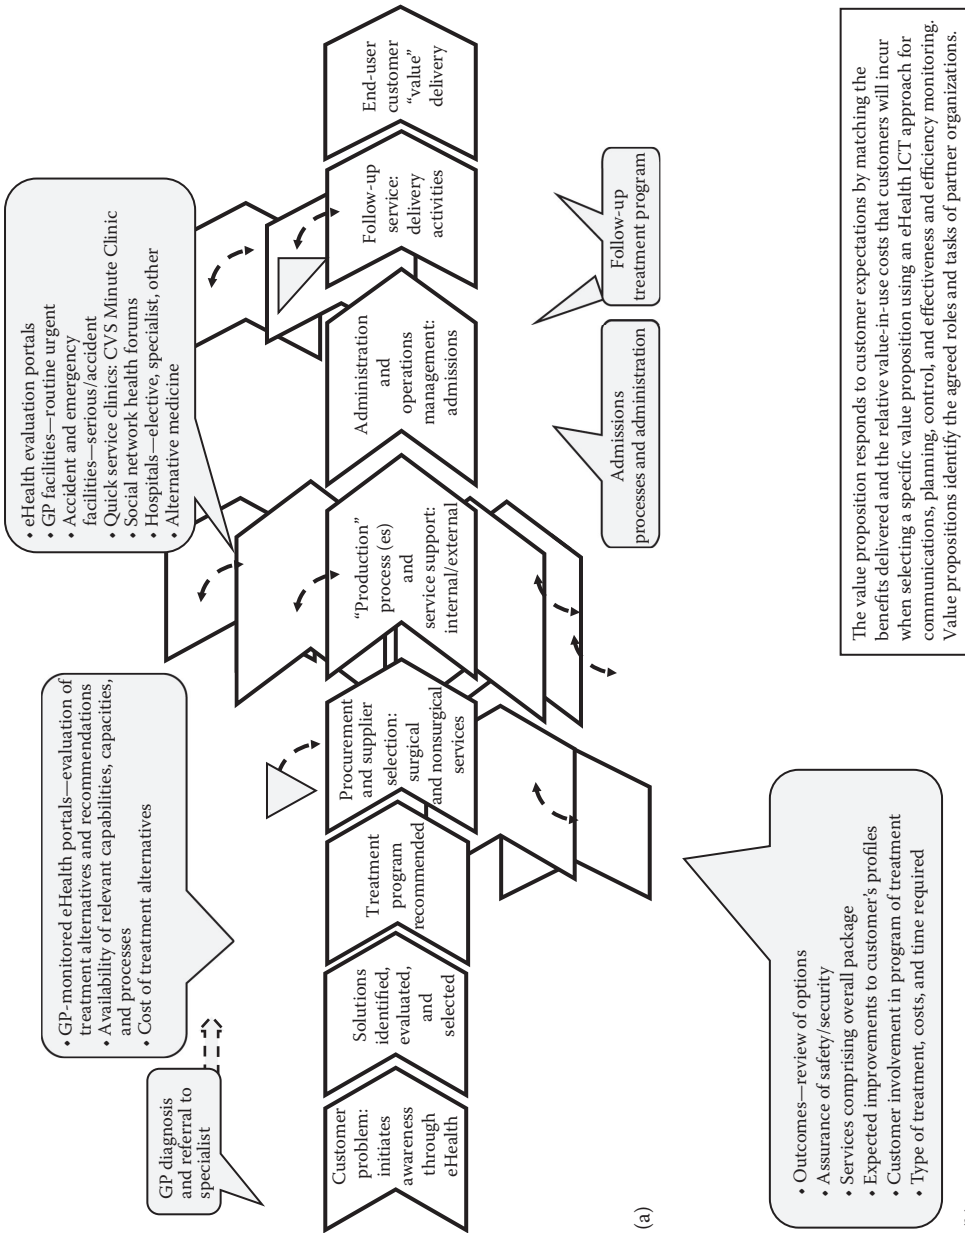 GP diagnosis
and referral to
specialist
• GP-monitored eHealth portals—evaluation of
treatment alternatives and recommendations
• Availability of relevant capabilities, capacities,
and processes
• Cost of treatment alternatives
• eHealth evaluation portals
• GP facilities—routine urgent
• Accident and emergency
facilities—serious/accident
• Quick service clinics: CVS Minute Clinic
• Social network health forums
• Hospitals—elective, specialist, other
• Alternative medicine
Customer
problem:
initiates
awareness
through
eHealth
Solutions
identified,
evaluated,
and
selected
Treatment
program
recommended
Procurement
and supplier
selection:
surgical
and nonsurgical
services
“Production”
process (es)
and
service support:
internal/external
Administration
and
operations
management:
admissions
Follow-up
service:
delivery
activities
End-user
customer
“value”
delivery
Admissions
processes and administration
Follow-up
treatment program
(a)
• Outcomes—review of options
• Assurance of safety/security
• Services comprising overall package
• Expected improvements to customer’s profiles
• Customer involvement in program of treatment
• Type of treatment, costs, and time required
The value proposition responds to customer expectations by matching the
benefits delivered and the relative value-in-use costs that customers will incur
when selecting a specific value proposition using an eHealth ICT approach for
communications, planning, control, and effectiveness and efficiency monitoring.
Value propositions identify the agreed roles and tasks of partner organizations.